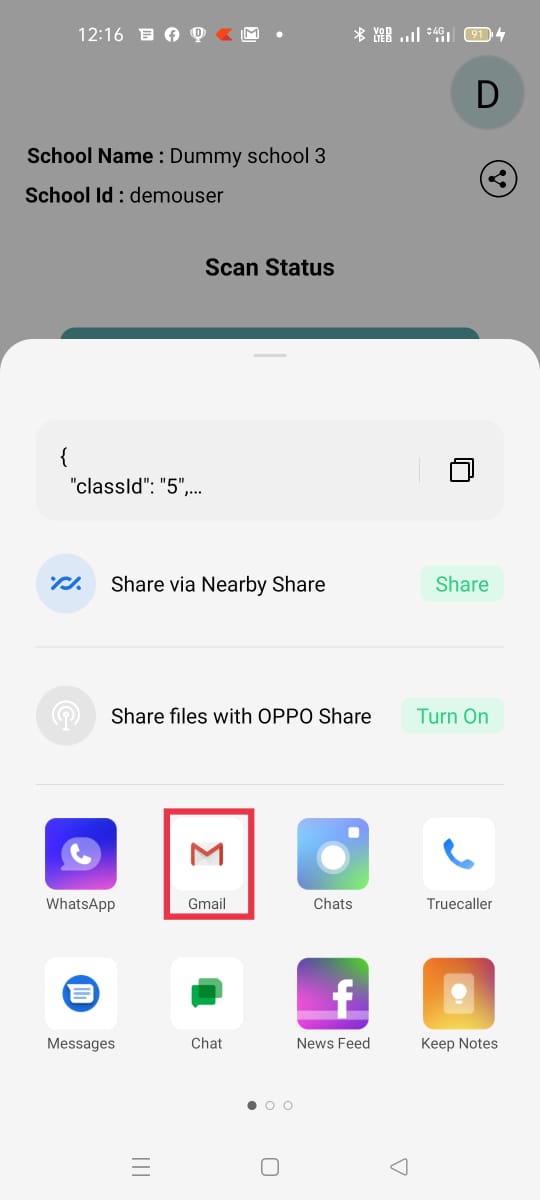 12:16
VoD LTED 4G 91
D
School Name : Dummy school 3
School Id : demouser
Scan Status
{
"classId": "5",...
Share via Nearby Share Share
Share files with OPPO Share Turn On
WhatsApp Gmail Chats Truecaller
Messages Chat News Feed Keep Notes